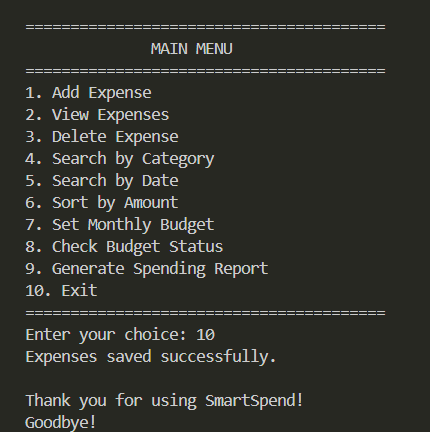 ========================================
MAIN MENU
========================================
1. Add Expense
2. View Expenses
3. Delete Expense
4. Search by Category
5. Search by Date
6. Sort by Amount
7. Set Monthly Budget
8. Check Budget Status
9. Generate Spending Report
10. Exit
========================================
Enter your choice: 10
Expenses saved successfully.
Thank you for using SmartSpend!
Goodbye!